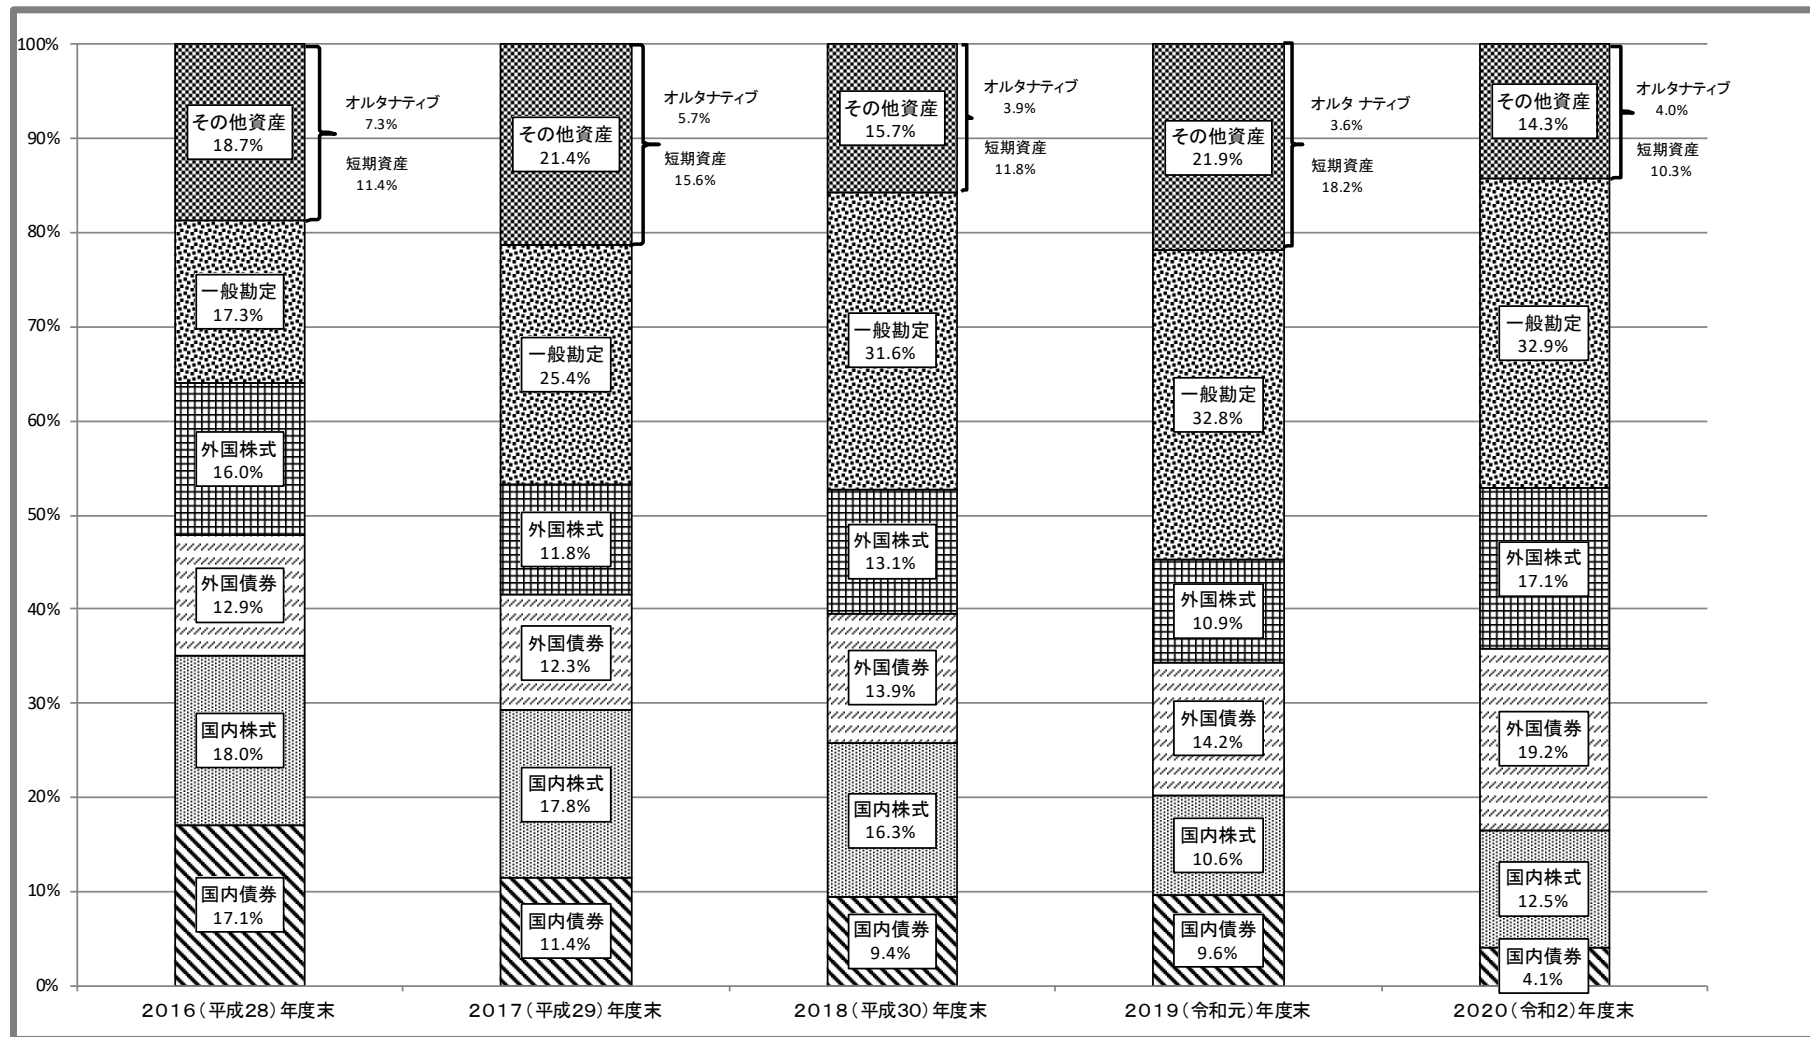 100%
90%
80%
70%
60%
50%
40%
30%
20%
10%
0%
その他資産
18.7%
オルタナティブ
7.3%
短期資産
11.4%
一般勘定
17.3%
外国株式
16.0%
外国債券
12.9%
国内株式
18.0%
国内債券
17.1%
2016(平成28)年度末
その他資産
21.4%
オルタナティブ
5.7%
短期資産
15.6%
一般勘定
25.4%
外国株式
11.8%
外国債券
12.3%
国内株式
17.8%
国内債券
11.4%
2017(平成29)年度末
その他資産
15.7%
オルタナティブ
3.9%
短期資産
11.8%
一般勘定
31.6%
外国株式
13.1%
外国債券
13.9%
国内株式
16.3%
国内債券
9.4%
2018(平成30)年度末
その他資産
21.9%
オルタナティブ
3.6%
短期資産
18.2%
一般勘定
32.8%
外国株式
10.9%
外国債券
14.2%
国内株式
10.6%
国内債券
9.6%
2019(令和元)年度末
その他資産
14.3%
オルタナティブ
4.0%
短期資産
10.3%
一般勘定
32.9%
外国株式
17.1%
外国債券
19.2%
国内株式
12.5%
国内債券
4.1%
2020(令和2)年度末